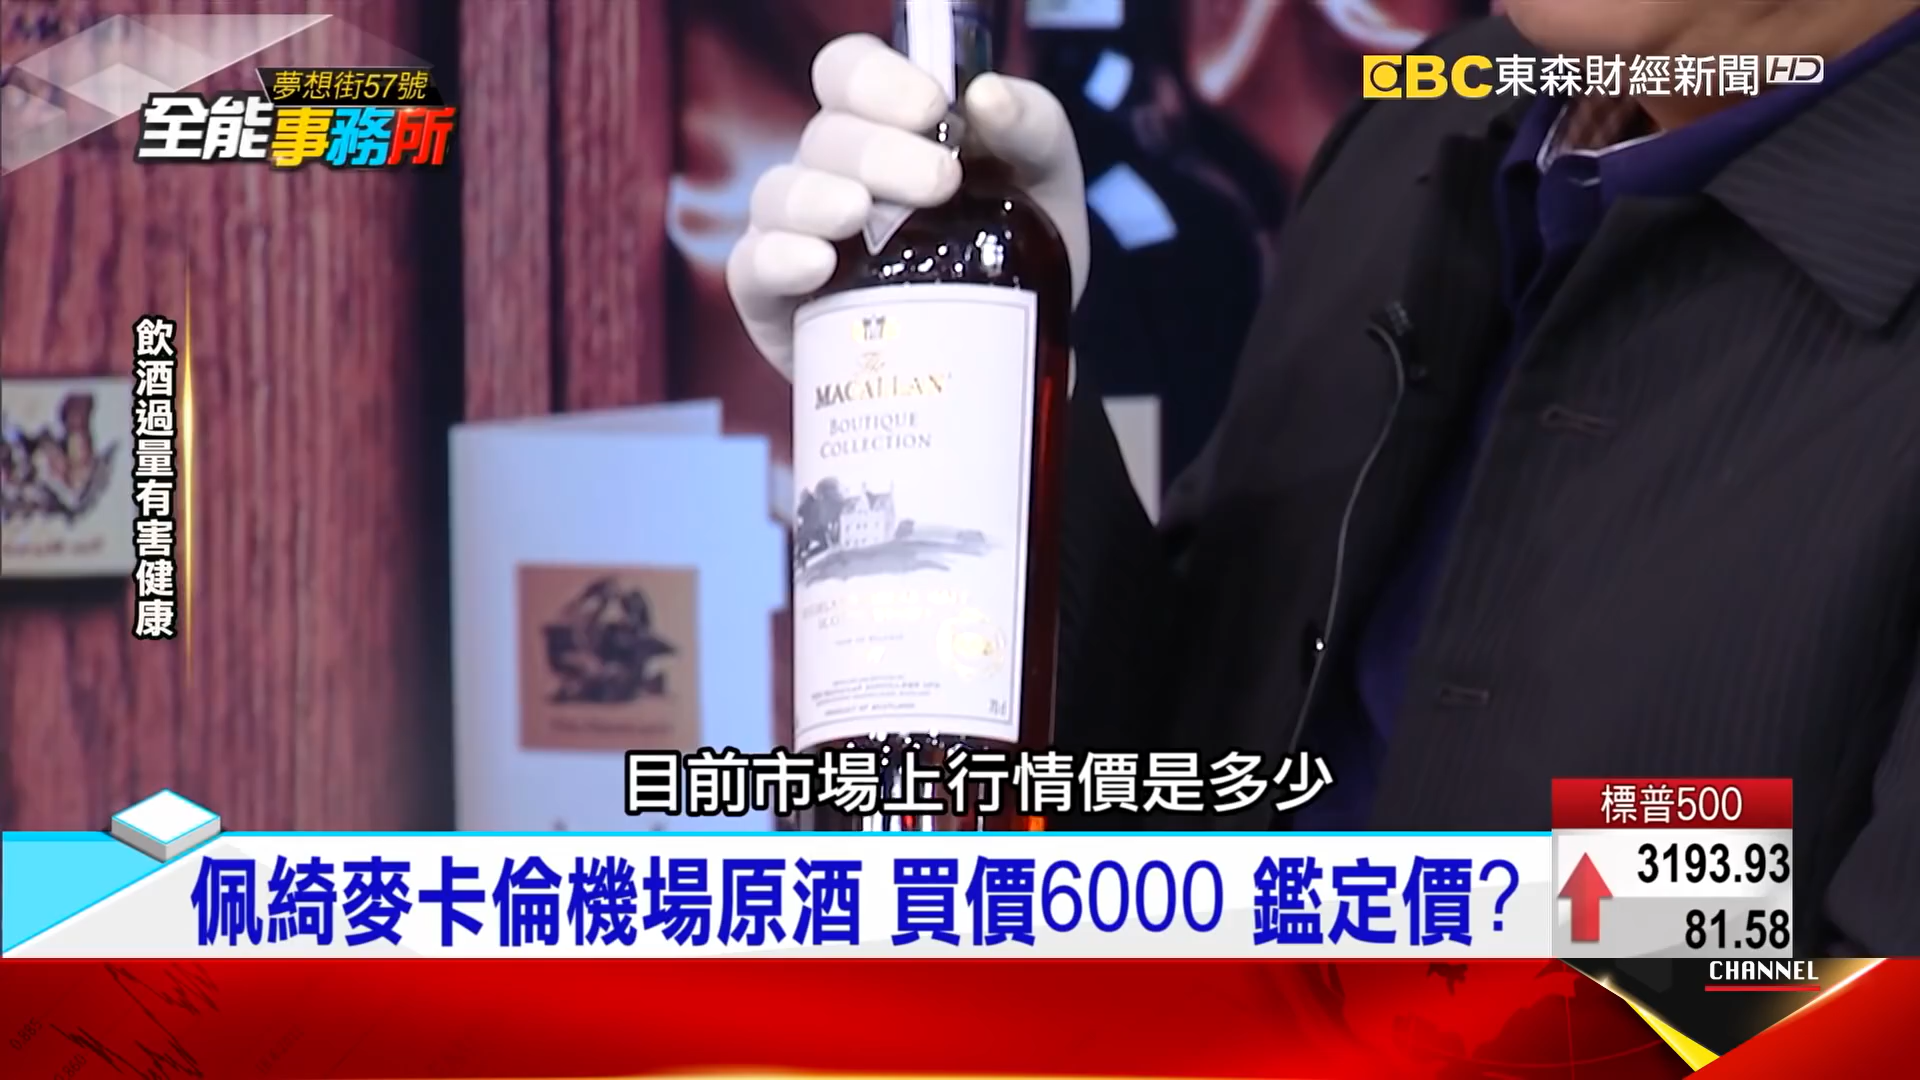 夢想街57號
全能事務所
EBC東森財經新聞HD
飲酒過量有害健康
The
MACALLAN
BOUTIQUE
COLLECTION
70cl
目前市場上行情價是多少
標普500
佩綺麥卡倫機場原酒 買價6000 鑑定價?
3193.93
81.58
CHANNEL